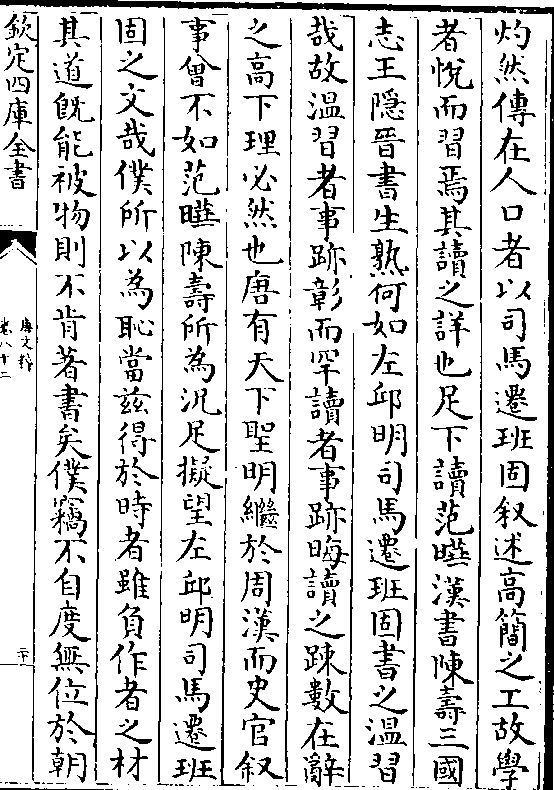 灼然傳在人口者以司馬遷班固叙述高簡之工故學
者悅而習焉其讀之詳也足下讀范曄漢書陳壽三國
志王隱晉書生熟何如左邱明司馬遷班固書之溫習
哉故溫習者事跡彰而罕讀者事跡晦讀之踈數在辭
之高下理必然也唐有天下聖明繼於周漢而史官叙
事曾不如范曄陳壽所為况足擬望左邱明司馬遷班
固之文哉僕所以為恥當兹得於時者雖負作者之材
其道旣能被物則不肯著書矣僕竊不自度無位於朝
欽定四庫全書
唐文粹
卷八十二
二十